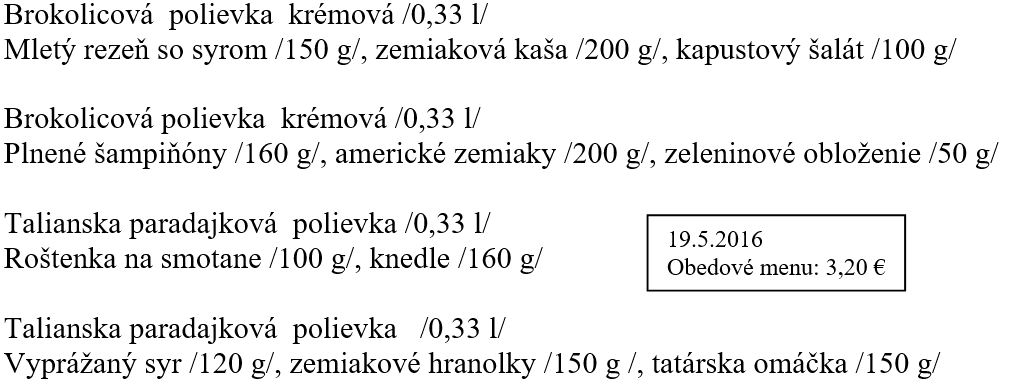 Brokolicová polievka krémová /0,33 l/
Mletý rezeň so syrom /150 g/, zemiaková kaša /200 g/, kapustový šalát /100 g/
Brokolicová polievka krémová /0,33 l/
Plnené šampiňóny /160 g/, americké zemiaky /200 g/, zeleninové obloženie /50 g/
Talianska paradajková polievka /0,33 l/
Roštenka na smotane /100 g/, knedle /160 g/
19.5.2016
Obedové menu: 3,20 €
Talianska paradajková polievka /0,33 l/
Vyprážaný syr /120 g/, zemiakové hranolky /150 g /, tatárska omáčka /150 g/